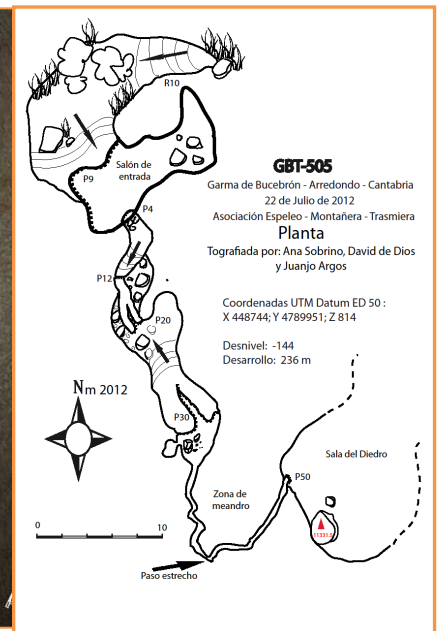 R10
Salón de
entrada
P9
P4
GBT-505
Garma de Bucebrón - Arredondo - Cantabria
22 de Julio de 2012
Asociación Espeleo - Montañera - Trasmiera
Planta
Tografiada por: Ana Sobrino, David de Dios
y Juanjo Argos
P12
P20
Coordenadas UTM Datum ED 50 :
X 448744; Y 4789951; Z 814
Desnivel: -144
Desarrollo: 236 m
Nm 2012
P30
Sala del Diedro
P50
Zona de
meandro
0 10
Paso estrecho